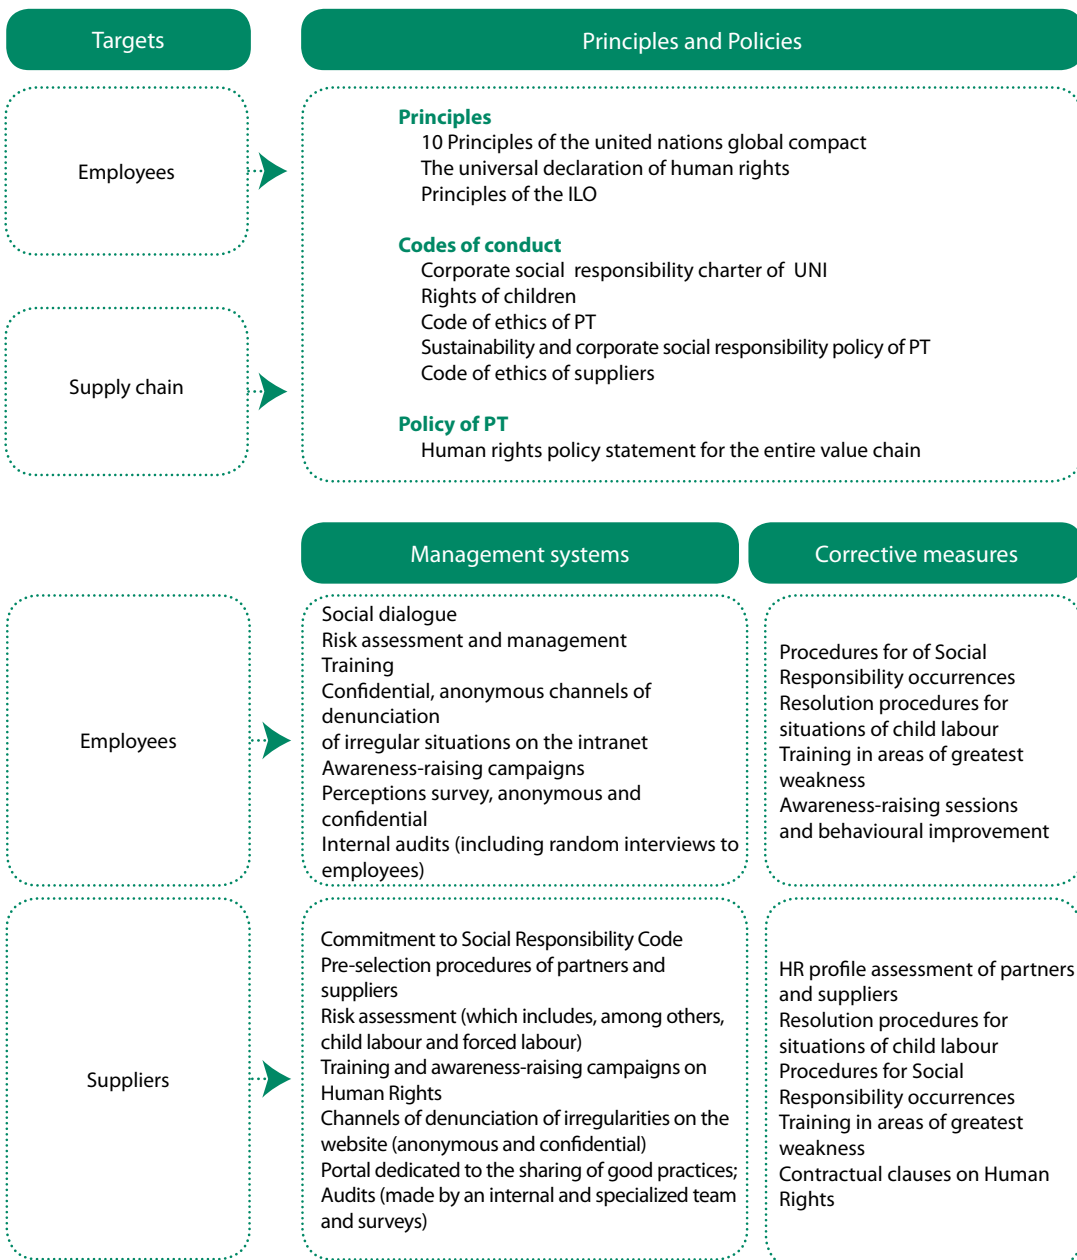 Targets
Principles and Policies
Employees
Principles
10 Principles of the united nations global compact
The universal declaration of human rights
Principles of the ILO
Codes of conduct
Corporate social responsibility charter of UNI
Rights of children
Code of ethics of PT
Sustainability and corporate social responsibility policy of PT
Code of ethics of suppliers
Supply chain
Policy of PT
Human rights policy statement for the entire value chain
Management systems
Corrective measures
Employees
Social dialogue
Risk assessment and management
Training
Confidential, anonymous channels of
denunciation
of irregular situations on the intranet
Awareness-raising campaigns
Perceptions survey, anonymous and
confidential
Internal audits (including random interviews to
employees)
Procedures for of Social
Responsibility occurrences
Resolution procedures for
situations of child labour
Training in areas of greatest
weakness
Awareness-raising sessions
and behavioural improvement
Suppliers
Commitment to Social Responsibility Code
Pre-selection procedures of partners and
suppliers
Risk assessment (which includes, among others,
child labour and forced labour)
Training and awareness-raising campaigns on
Human Rights
Channels of denunciation of irregularities on the
website (anonymous and confidential)
Portal dedicated to the sharing of good practices;
Audits (made by an internal and specialized team
and surveys)
HR profile assessment of partners
and suppliers
Resolution procedures for
situations of child labour
Procedures for Social
Responsibility occurrences
Training in areas of greatest
weakness
Contractual clauses on Human
Rights